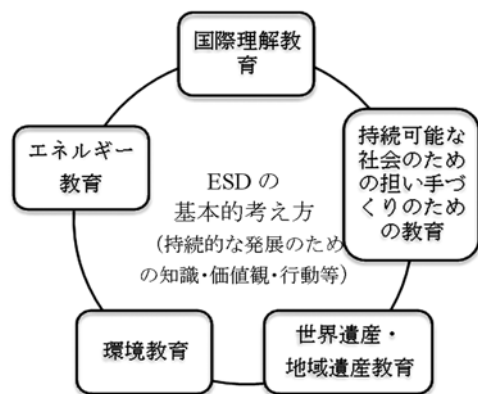 国際理解教
育
エネルギー
教育
持続可能な
社会のため
の担い手づ
くりのため
の教育
ESD の
基本的考え方
（持続的な発展のため
の知識・価値観・行動等）
環境教育
世界遺産・
地域遺産教育